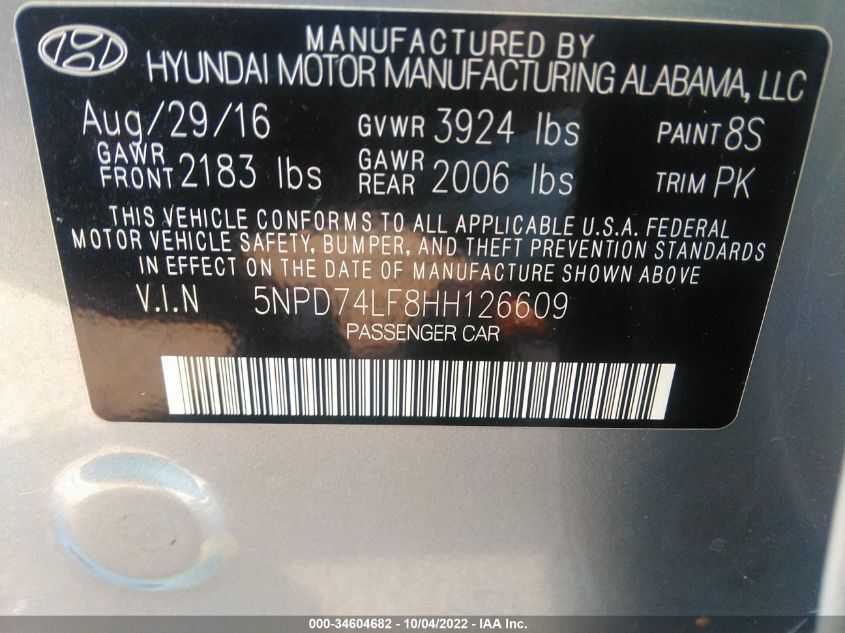 MANUFACTURED BY
HYUNDAI MOTOR MANUFACTURING ALABAMA, LLC
Aug/29/16 GVWR 3924 lbs PAINT 8S
GAWR FRONT 2183 lbs GAWR REAR 2006 lbs TRIM PK
THIS VEHICLE CONFORMS TO ALL APPLICABLE U.S.A. FEDERAL
MOTOR VEHICLE SAFETY, BUMPER, AND THEFT PREVENTION STANDARDS
IN EFFECT ON THE DATE OF MANUFACTURE SHOWN ABOVE
V.I.N 5NPD74LF8HH126609
PASSENGER CAR
000-34604682 - 10/04/2022 - IAA Inc.